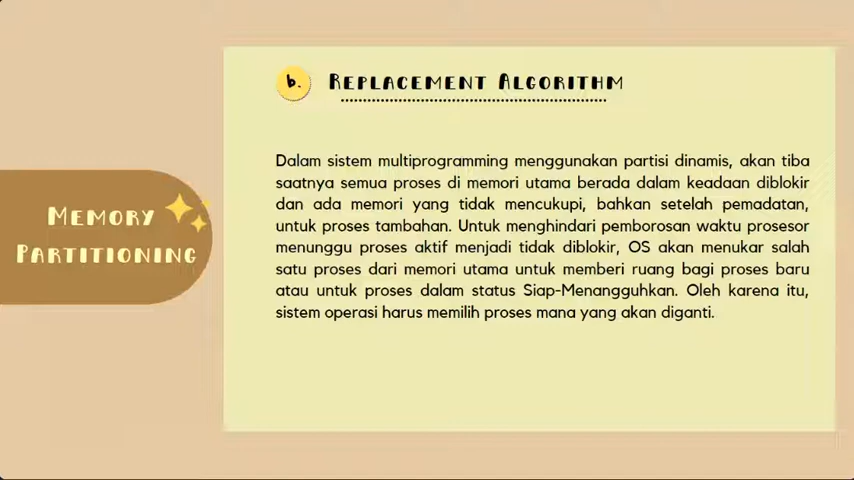 b. Replacement Algorithm
Dalam sistem multiprogramming menggunakan partisi dinamis, akan tiba
saatnya semua proses di memori utama berada dalam keadaan diblokir
dan ada memori yang tidak mencukupi, bahkan setelah pemadatan,
untuk proses tambahan. Untuk menghindari pemborosan waktu prosesor
menunggu proses aktif menjadi tidak diblokir, OS akan menukar salah
satu proses dari memori utama untuk memberi ruang bagi proses baru
atau untuk proses dalam status Siap-Menangguhkan. Oleh karena itu,
sistem operasi harus memilih proses mana yang akan diganti.
Memory
Partitioning